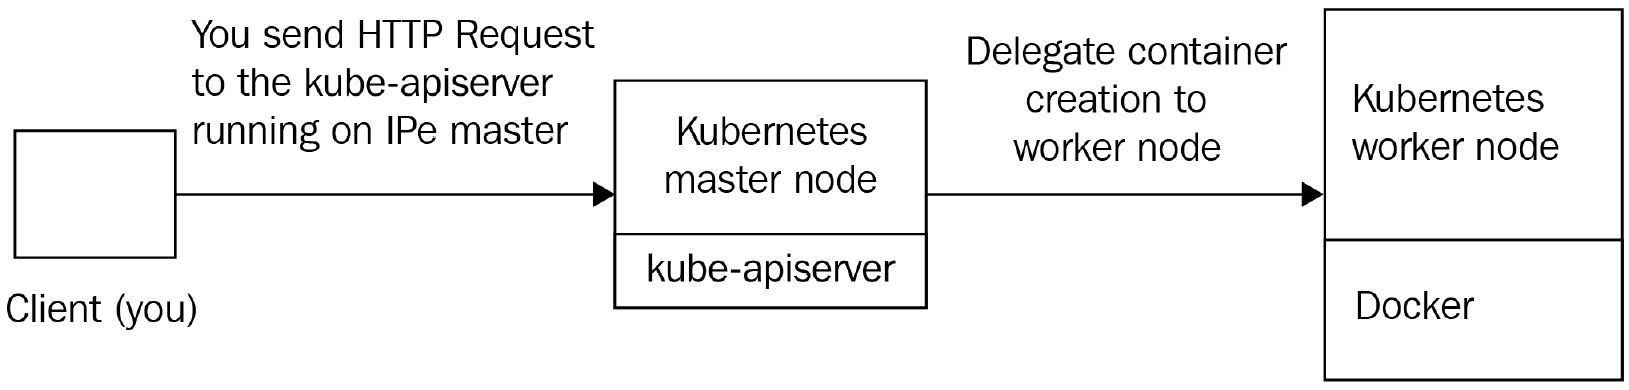 You send HTTP Request
to the kube-apiserver
running on IPe master
Client (you)
Kubernetes
master node
kube-apiserver
Delegate container
creation to
worker node
Kubernetes
worker node
Docker